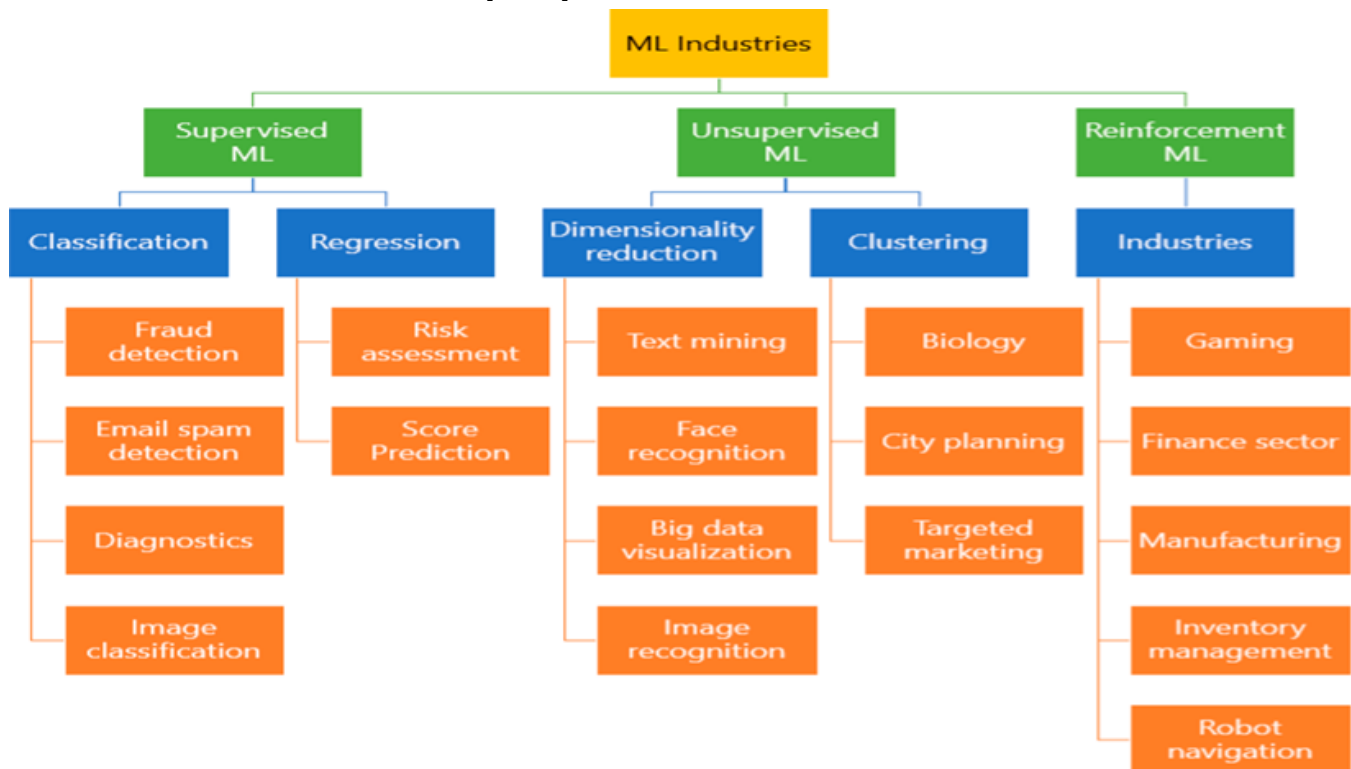 ML Industries
Supervised
ML
Unsupervised
ML
Reinforcement
ML
Classification
Regression
Dimensionality
reduction
Clustering
Industries
Fraud
detection
Email spam
detection
Diagnostics
Image
classification
Risk
assessment
Score
Prediction
Text mining
Face
recognition
Big data
visualization
Image
recognition
Biology
City planning
Targeted
marketing
Gaming
Finance sector
Manufacturing
Inventory
management
Robot
navigation